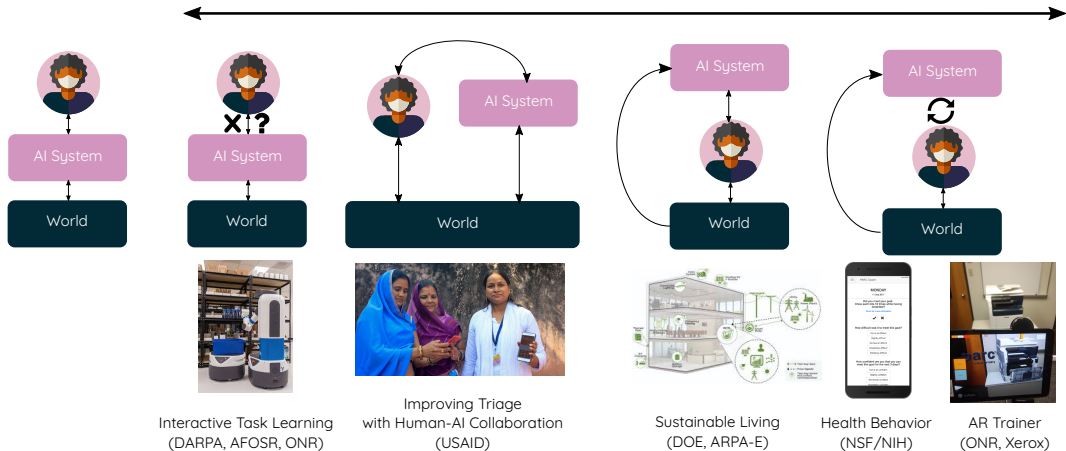 AI System
World
AI System
World
AI System
World
AI System
World
AI System
World
MONDAY
parc
Interactive Task Learning
(DARPA, AFOSR, ONR)
Improving Triage
with Human-AI Collaboration
(USAID)
Sustainable Living
(DOE, ARPA-E)
Health Behavior
(NSF/NIH)
AR Trainer
(ONR, Xerox)